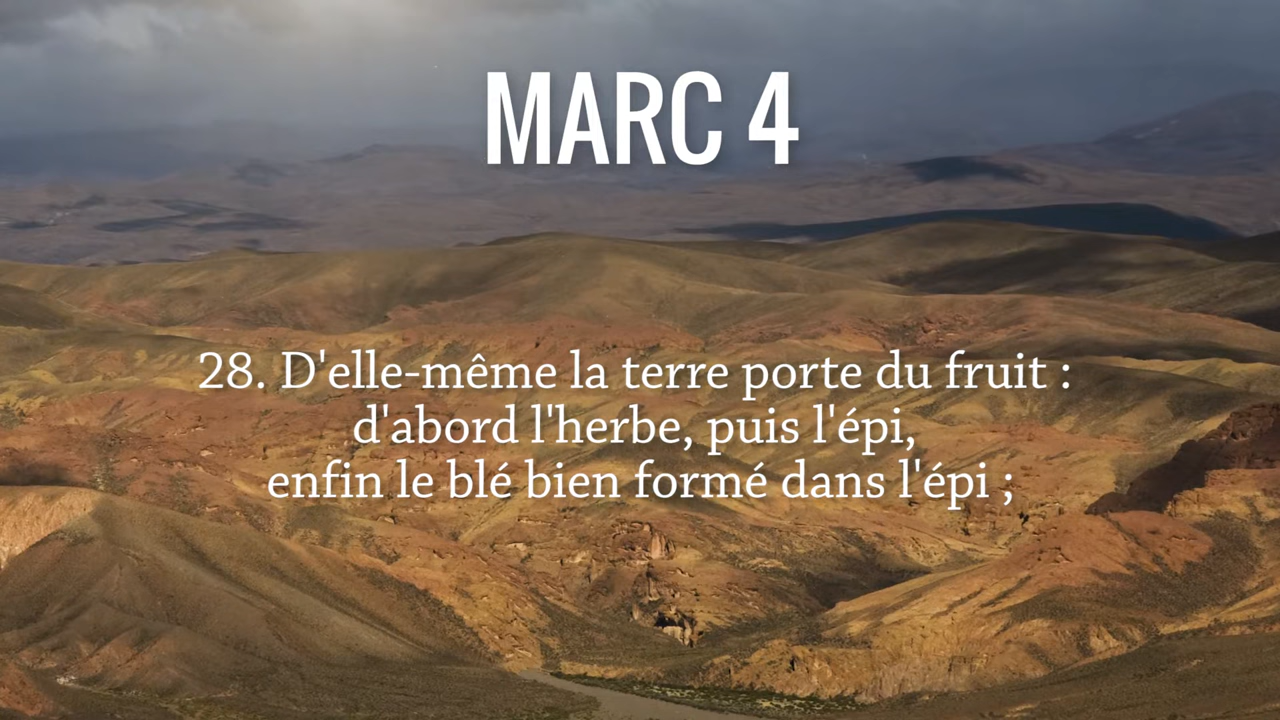 MARC 4
28. D'elle-même la terre porte du fruit :
d'abord l'herbe, puis l'épi,
enfin le blé bien formé dans l'épi ;